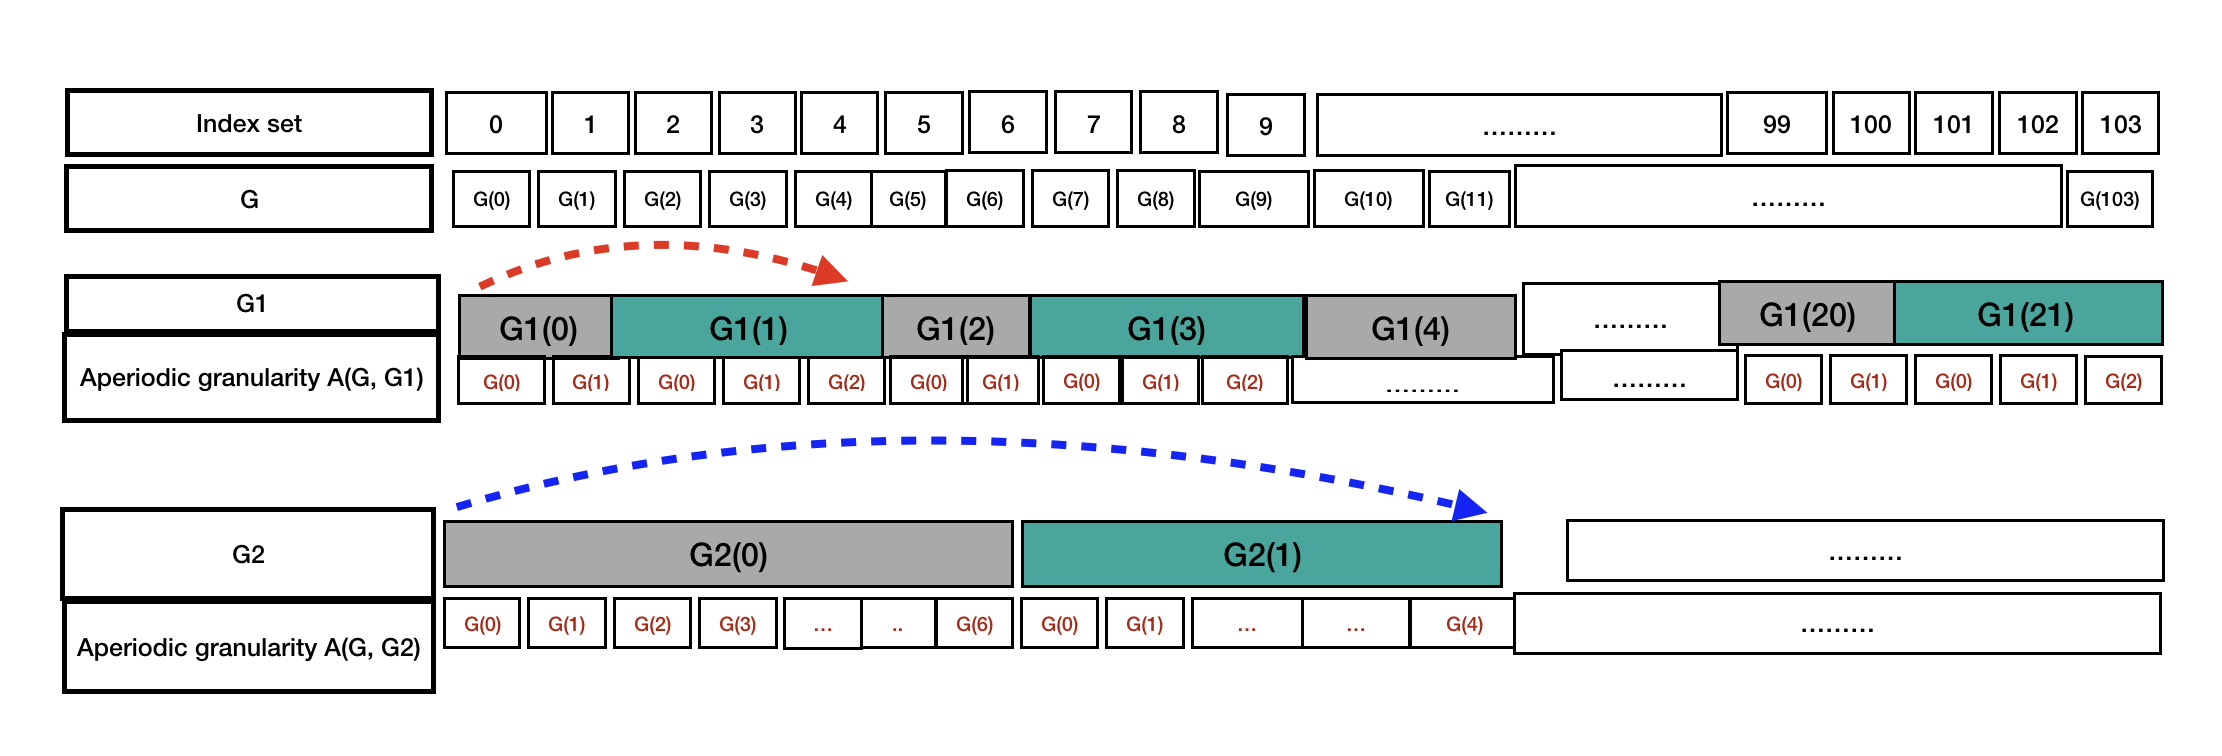 Index set 0 1 2 3 4 5 6 7 8 9 ......... 99 100 101 102 103
G G(0) G(1) G(2) G(3) G(4) G(5) G(6) G(7) G(8) G(9) G(10) G(11) ......... G(103)
G1 G1(0) G1(1) G1(2) G1(3) G1(4) ......... G1(20) G1(21)
Aperiodic granularity A(G, G1) G(0) G(1) G(0) G(1) G(2) G(0) G(1) G(0) G(1) G(2) ......... ......... G(0) G(1) G(0) G(1) G(2)
G2 G2(0) G2(1) .........
Aperiodic granularity A(G, G2) G(0) G(1) G(2) G(3) ... .. G(6) G(0) G(1) ... ... G(4) .........